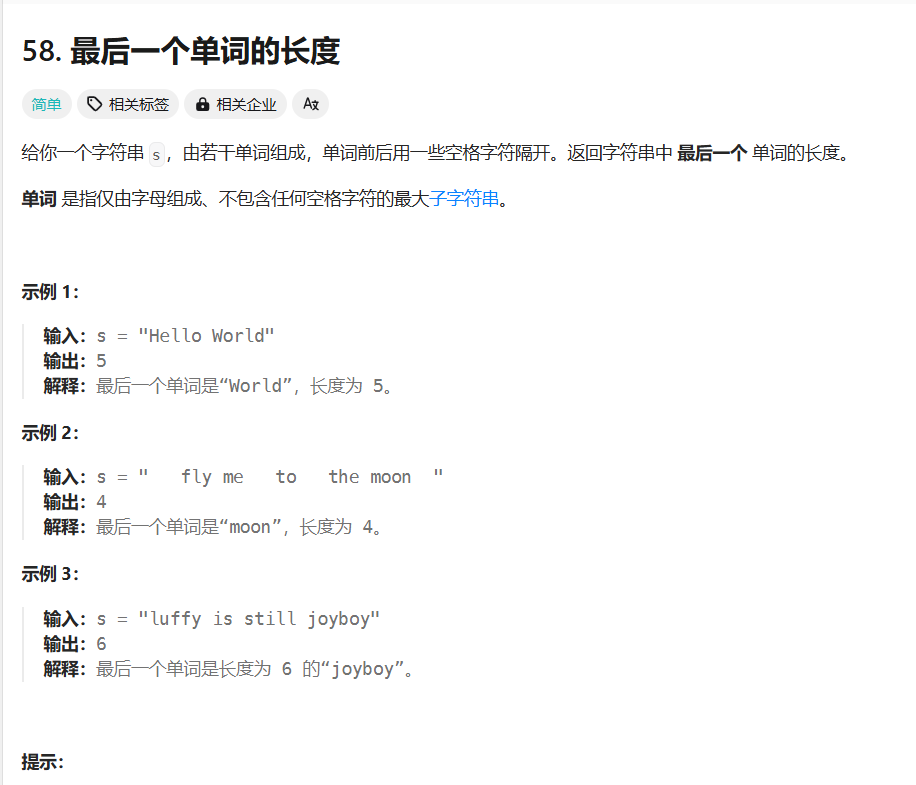 58. 最后一个单词的长度
简单 相关标签 相关企业 Aあ
给你一个字符串 s，由若干单词组成，单词前后用一些空格字符隔开。返回字符串中 最后一个 单词的长度。
单词 是指仅由字母组成、不包含任何空格字符的最大子字符串。
示例 1：
输入：s = "Hello World"
输出：5
解释：最后一个单词是“World”，长度为 5。
示例 2：
输入：s = "   fly me   to   the moon  "
输出：4
解释：最后一个单词是“moon”，长度为 4。
示例 3：
输入：s = "luffy is still joyboy"
输出：6
解释：最后一个单词是长度为 6 的“joyboy”。
提示：